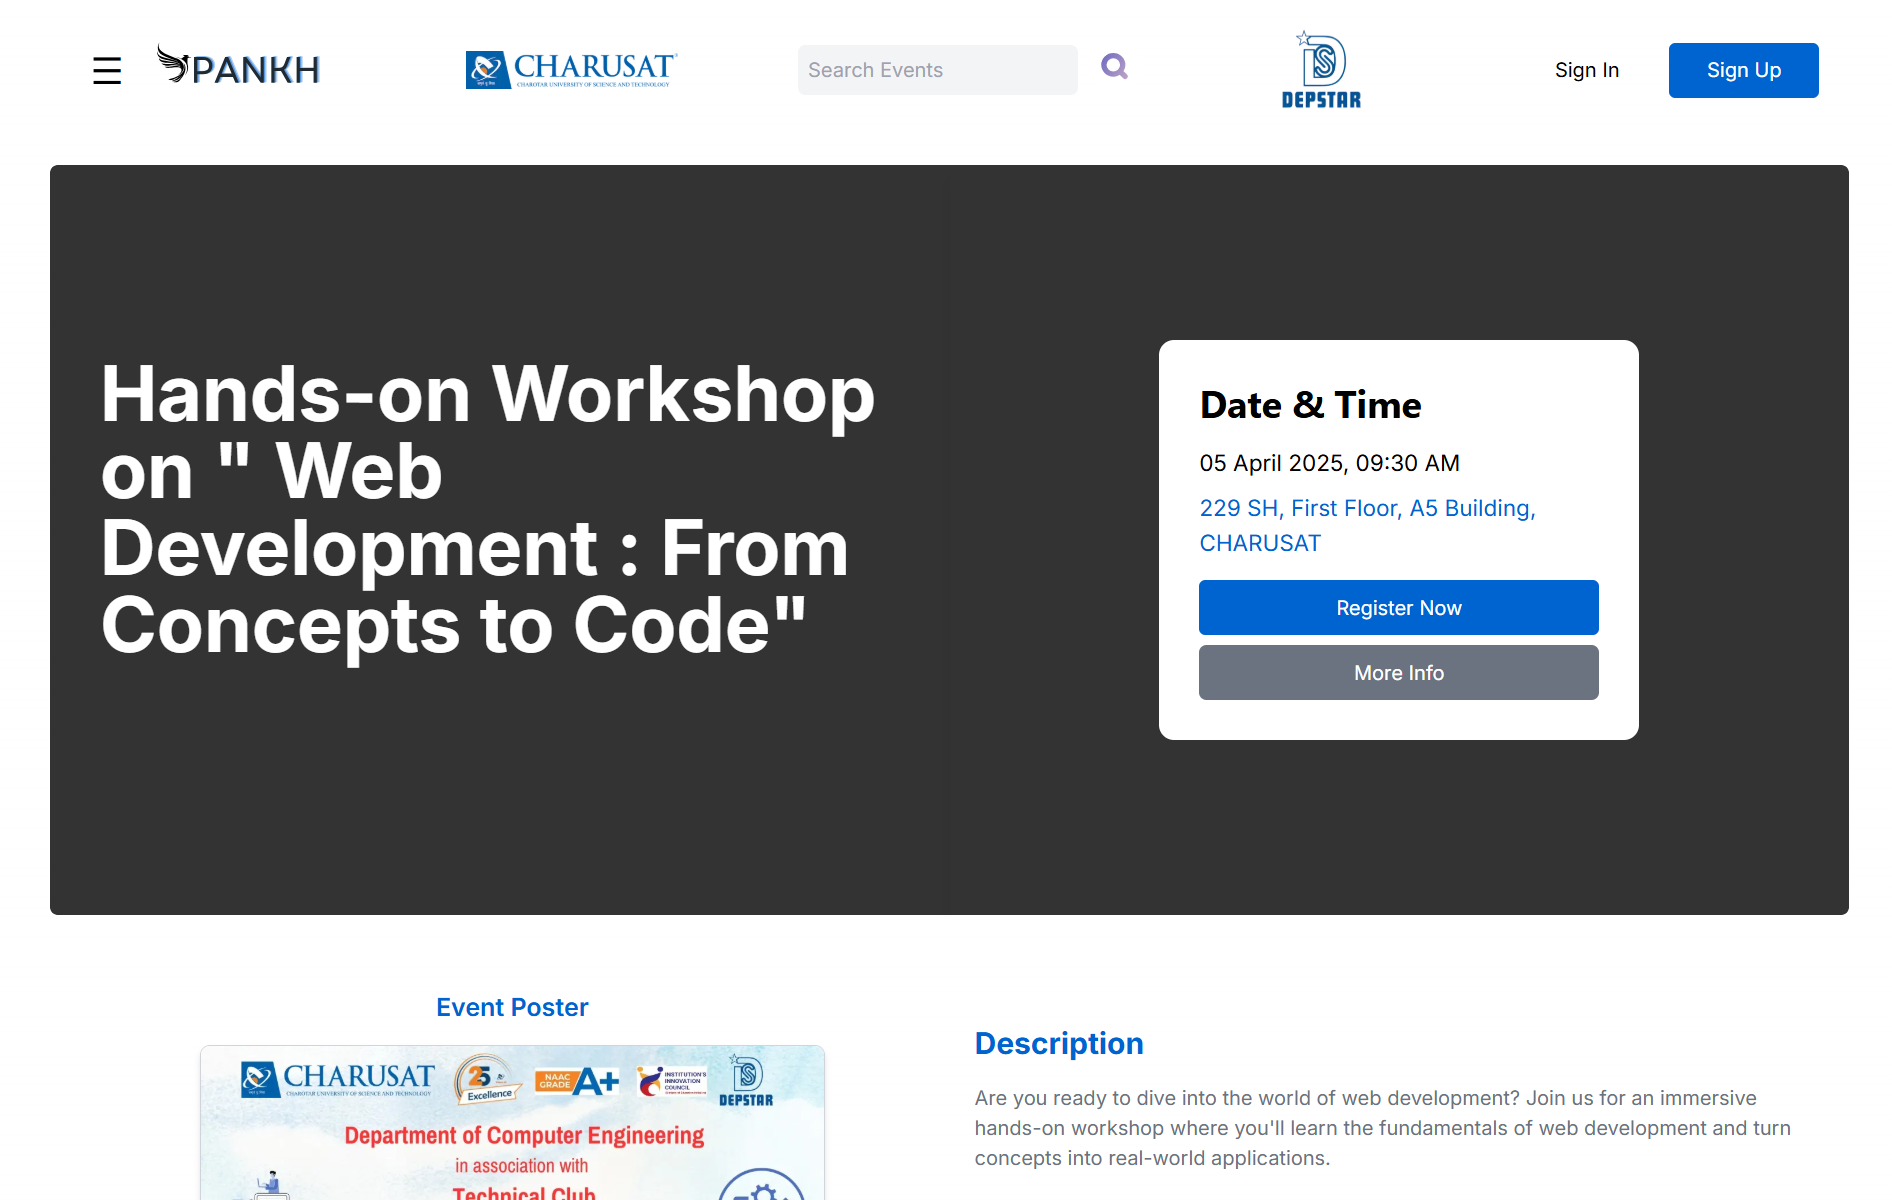 PANKH
CHARUSAT
CHAROTAR UNIVERSITY OF SCIENCE AND TECHNOLOGY
Search Events
DEPSTAR
Sign In
Sign Up
Hands-on Workshop
on " Web
Development : From
Concepts to Code"
Date & Time
05 April 2025, 09:30 AM
229 SH, First Floor, A5 Building,
CHARUSAT
Register Now
More Info
Event Poster
CHARUSAT
CHAROTAR UNIVERSITY OF SCIENCE AND TECHNOLOGY
25
Excellence
NAAC
GRADE
A+
INSTITUTION'S
INNOVATION
COUNCIL
DEPSTAR
Department of Computer Engineering
in association with
Technical Club
Description
Are you ready to dive into the world of web development? Join us for an immersive
hands-on workshop where you'll learn the fundamentals of web development and turn
concepts into real-world applications.